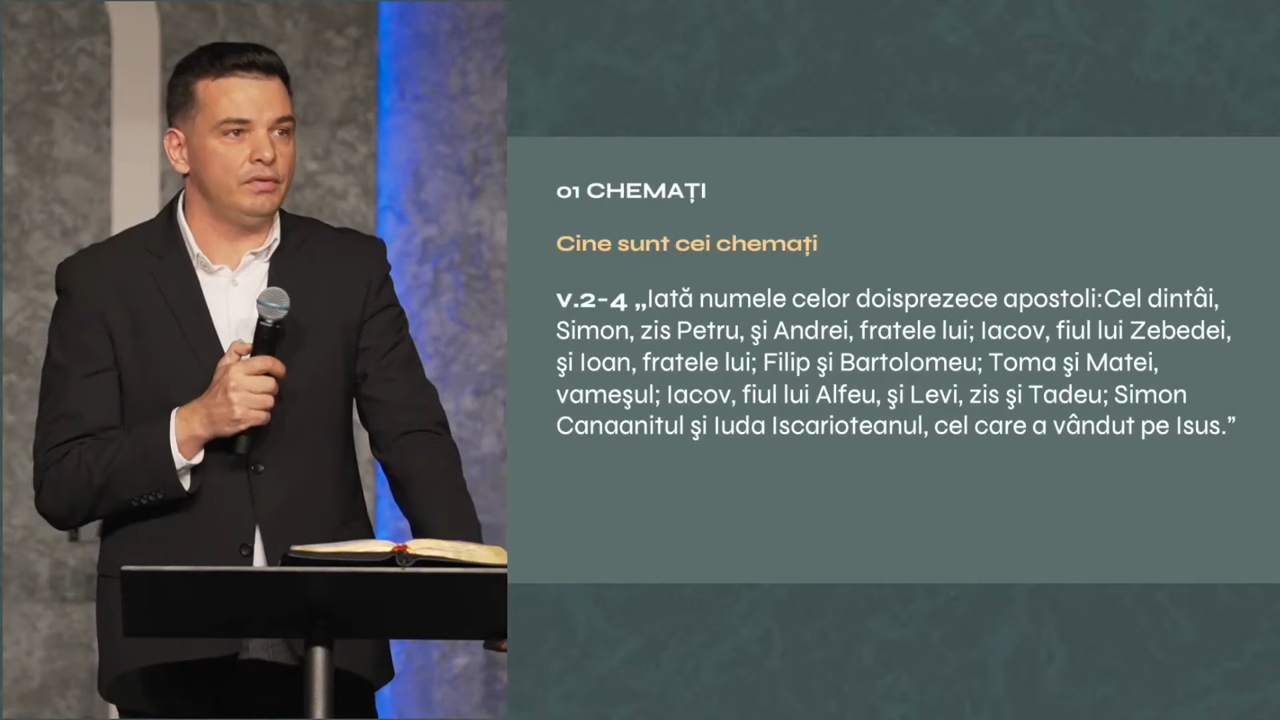 01 CHEMAȚI
Cine sunt cei chemați
v.2-4 „Iată numele celor doisprezece apostoli:Cel dintâi,
Simon, zis Petru, şi Andrei, fratele lui; Iacov, fiul lui Zebedei,
şi Ioan, fratele lui; Filip şi Bartolomeu; Toma şi Matei,
vameşul; Iacov, fiul lui Alfeu, şi Levi, zis şi Tadeu; Simon
Canaanitul şi Iuda Iscarioteanul, cel care a vândut pe Isus.”